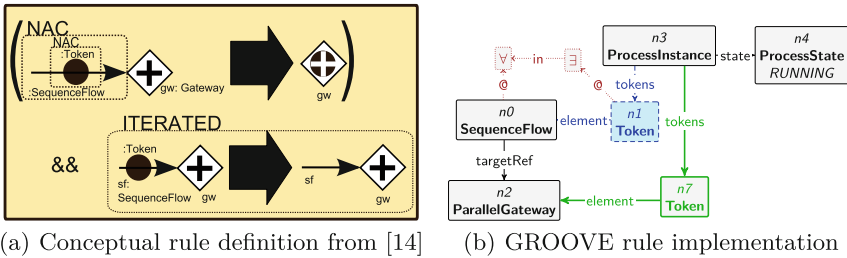 NAC
NAC
:Token
:SequenceFlow
gw: Gateway
gw
ITERATED
&&
:Token
sf:
SequenceFlow
gw
sf
gw
(a) Conceptual rule definition from [14]
n3
ProcessInstance
state
n4
ProcessState
RUNNING
∀
in
∃
@
@
tokens
n0
SequenceFlow
element
n1
Token
tokens
targetRef
n2
ParallelGateway
element
n7
Token
(b) GROOVE rule implementation